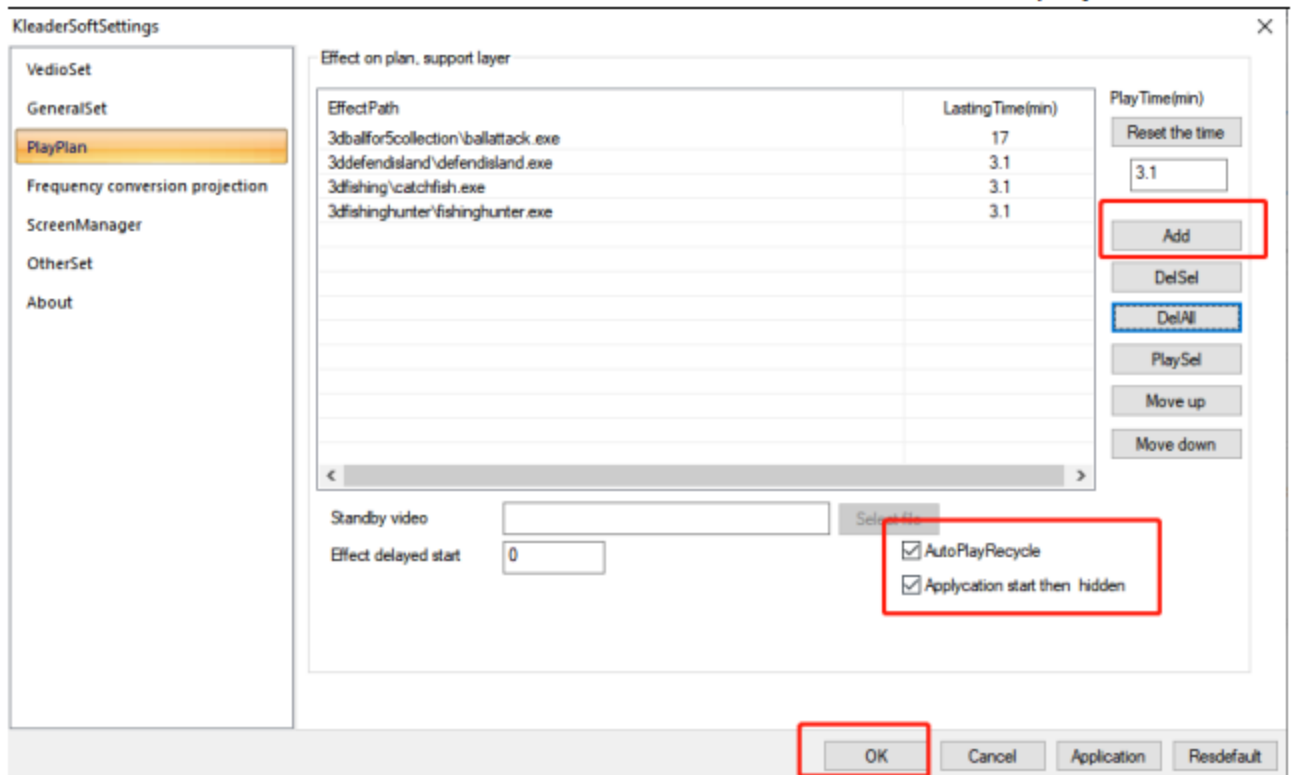 KleaderSoftSettings
VedioSet
GeneralSet
PlayPlan
Frequency conversion projection
ScreenManager
OtherSet
About
Effect on plan, support layer
EffectPath LastingTime(min)
3dballfor5collection\ballattack.exe 17
3ddefendisland\defendisland.exe 3.1
3dfishing\catchfish.exe 3.1
3dfishinghunter\fishinghunter.exe 3.1
PlayTime(min)
Reset the time
3.1
Add
DelSel
DelAll
PlaySel
Move up
Move down
Standby video Select file
Effect delayed start 0
AutoPlayRecycle
Applycation start then hidden
OK Cancel Application Resdefault